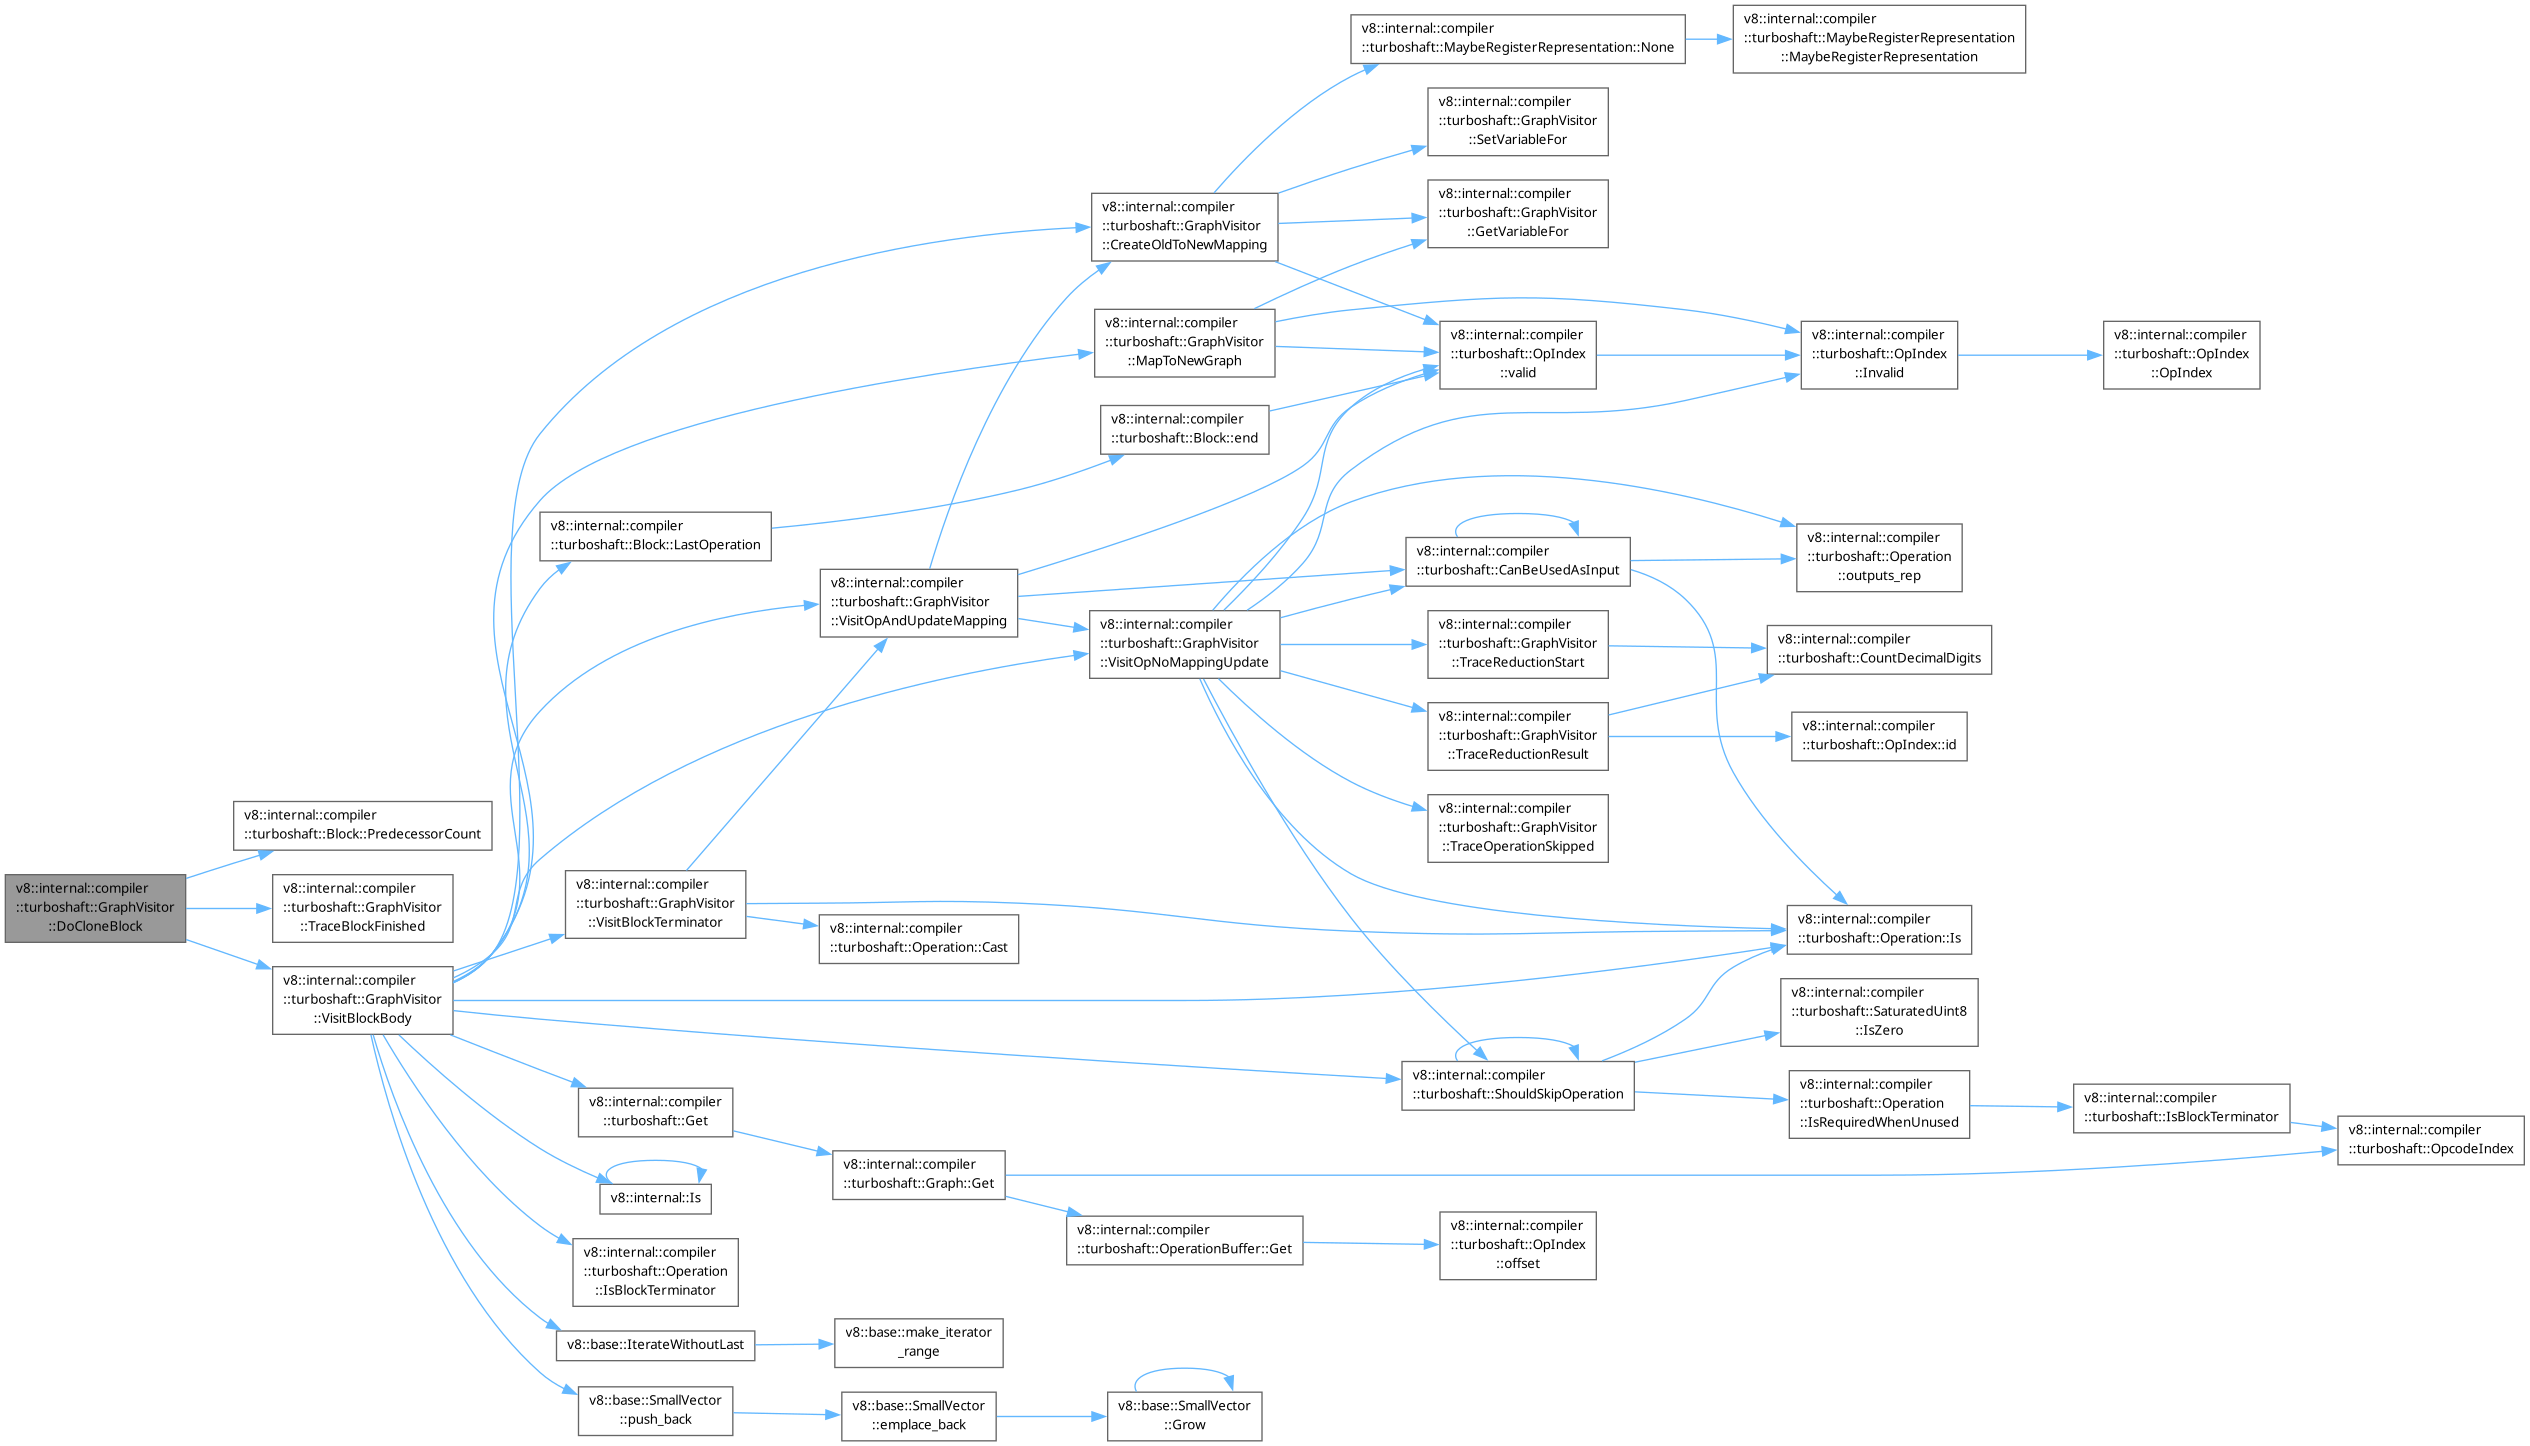 v8::internal::compiler
::turboshaft::MaybeRegisterRepresentation::None
v8::internal::compiler
::turboshaft::MaybeRegisterRepresentation
::MaybeRegisterRepresentation
v8::internal::compiler
::turboshaft::GraphVisitor
::SetVariableFor
v8::internal::compiler
::turboshaft::GraphVisitor
::CreateOldToNewMapping
v8::internal::compiler
::turboshaft::GraphVisitor
::GetVariableFor
v8::internal::compiler
::turboshaft::GraphVisitor
::MapToNewGraph
v8::internal::compiler
::turboshaft::OpIndex
::valid
v8::internal::compiler
::turboshaft::OpIndex
::Invalid
v8::internal::compiler
::turboshaft::OpIndex
::OpIndex
v8::internal::compiler
::turboshaft::Block::end
v8::internal::compiler
::turboshaft::Block::LastOperation
v8::internal::compiler
::turboshaft::GraphVisitor
::VisitOpAndUpdateMapping
v8::internal::compiler
::turboshaft::CanBeUsedAsInput
v8::internal::compiler
::turboshaft::Operation
::outputs_rep
v8::internal::compiler
::turboshaft::GraphVisitor
::VisitOpNoMappingUpdate
v8::internal::compiler
::turboshaft::GraphVisitor
::TraceReductionStart
v8::internal::compiler
::turboshaft::CountDecimalDigits
v8::internal::compiler
::turboshaft::GraphVisitor
::TraceReductionResult
v8::internal::compiler
::turboshaft::OpIndex::id
v8::internal::compiler
::turboshaft::GraphVisitor
::TraceOperationSkipped
v8::internal::compiler
::turboshaft::Block::PredecessorCount
v8::internal::compiler
::turboshaft::GraphVisitor
::DoCloneBlock
v8::internal::compiler
::turboshaft::GraphVisitor
::TraceBlockFinished
v8::internal::compiler
::turboshaft::GraphVisitor
::VisitBlockTerminator
v8::internal::compiler
::turboshaft::Operation::Cast
v8::internal::compiler
::turboshaft::Operation::Is
v8::internal::compiler
::turboshaft::GraphVisitor
::VisitBlockBody
v8::internal::compiler
::turboshaft::SaturatedUint8
::IsZero
v8::internal::compiler
::turboshaft::ShouldSkipOperation
v8::internal::compiler
::turboshaft::Operation
::IsRequiredWhenUnused
v8::internal::compiler
::turboshaft::IsBlockTerminator
v8::internal::compiler
::turboshaft::OpcodeIndex
v8::internal::compiler
::turboshaft::Get
v8::internal::compiler
::turboshaft::Graph::Get
v8::internal::Is
v8::internal::compiler
::turboshaft::OperationBuffer::Get
v8::internal::compiler
::turboshaft::OpIndex
::offset
v8::internal::compiler
::turboshaft::Operation
::IsBlockTerminator
v8::base::IterateWithoutLast
v8::base::make_iterator
_range
v8::base::SmallVector
::push_back
v8::base::SmallVector
::emplace_back
v8::base::SmallVector
::Grow